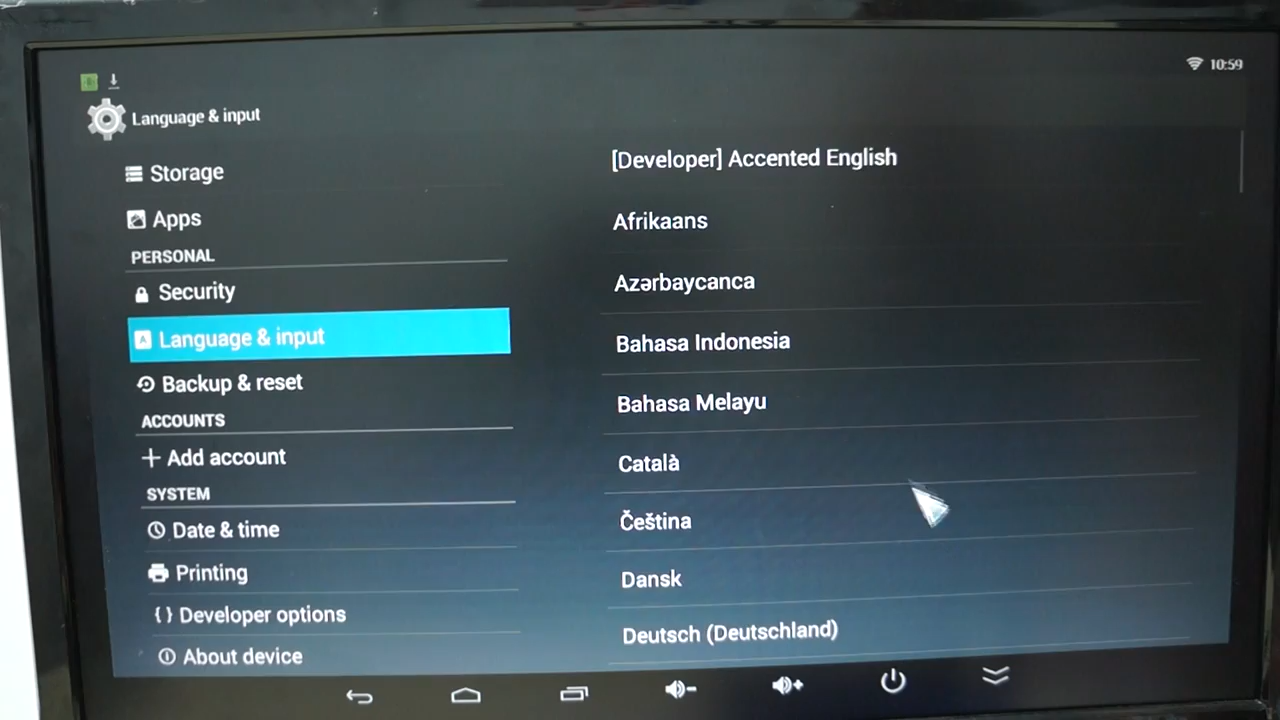 10:59
Language & input
Storage
Apps
PERSONAL
Security
Language & input
Backup & reset
ACCOUNTS
Add account
SYSTEM
Date & time
Printing
{ } Developer options
About device
[Developer] Accented English
Afrikaans
Azərbaycanca
Bahasa Indonesia
Bahasa Melayu
Català
Čeština
Dansk
Deutsch (Deutschland)